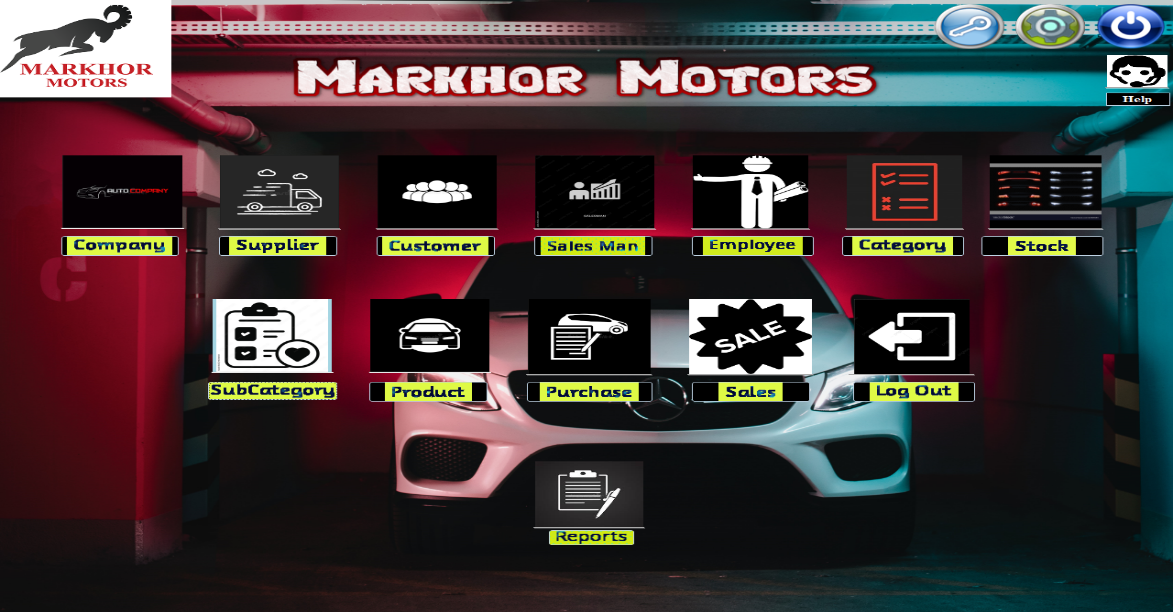 MARKHOR
MOTORS
Markhor Motors
Help
AUTO COMPANY
Company
Supplier
Customer
SALESMAN
Sales Man
Employee
Category
Stock
SubCategory
Product
Purchase
SALE
Sales
Log Out
Reports